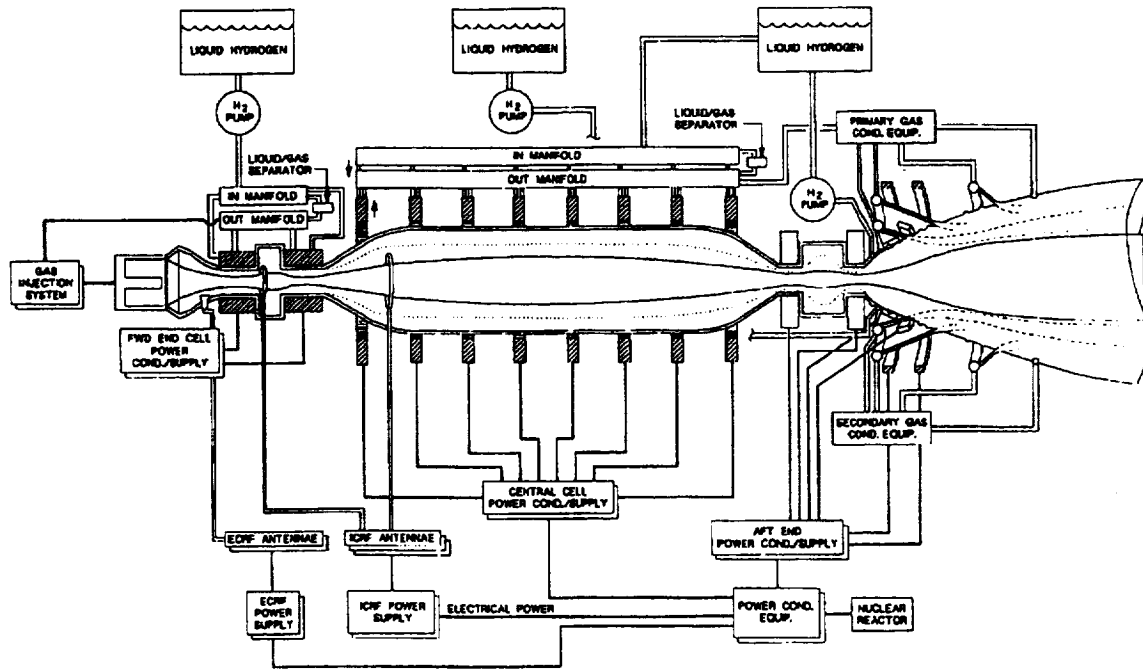 LIQUID HYDROGEN
LIQUID HYDROGEN
LIQUID HYDROGEN
H2
PUMP
H2
PUMP
LIQUID/GAS
SEPARATOR
PRIMARY GAS
COND. EQUIP.
LIQUID/GAS
SEPARATOR
IN MANIFOLD
OUT MANIFOLD
IN MANIFOLD
OUT MANIFOLD
H2
PUMP
GAS
INJECTION
SYSTEM
FWD END CELL
POWER
COND./SUPPLY
SECONDARY GAS
COND. EQUIP.
CENTRAL CELL
POWER COND./SUPPLY
ECRF ANTENNAE
ICRF ANTENNAE
AFT END
POWER COND./SUPPLY
ECRF
POWER
SUPPLY
ICRF POWER
SUPPLY
ELECTRICAL POWER
POWER COND.
EQUIP.
NUCLEAR
REACTOR